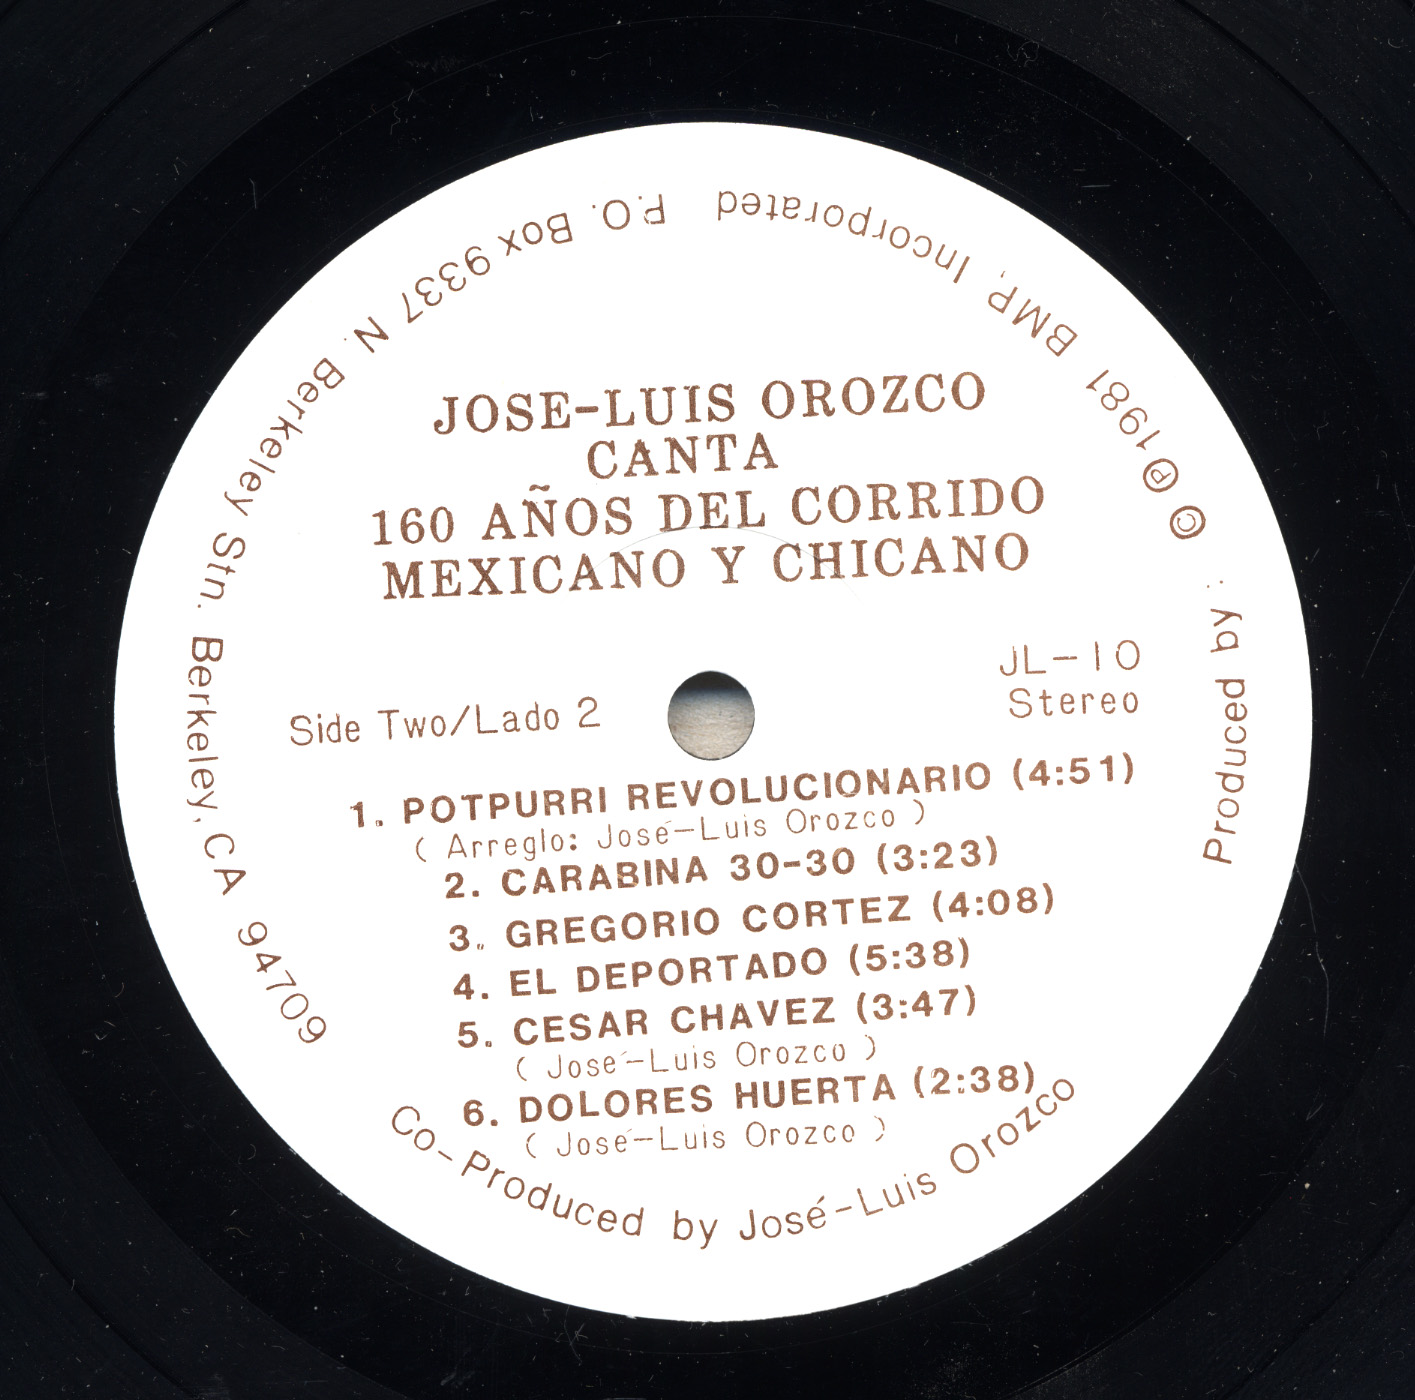 JOSE-LUIS OROZCO
CANTA
160 AÑOS DEL CORRIDO
MEXICANO Y CHICANO
JL-10
Stereo
Side Two/Lado 2
1. POTPURRI REVOLUCIONARIO (4:51)
( Arreglo: José-Luis Orozco )
2. CARABINA 30-30 (3:23)
3. GREGORIO CORTEZ (4:08)
4. EL DEPORTADO (5:38)
5. CESAR CHAVEZ (3:47)
( José-Luis Orozco )
6. DOLORES HUERTA (2:38)
( José-Luis Orozco )
Co-Produced by José-Luis Orozco
Produced by: © ℗ 1981 BMP, Incorporated P.O. Box 9337 N. Berkeley Stn. Berkeley, CA 94709